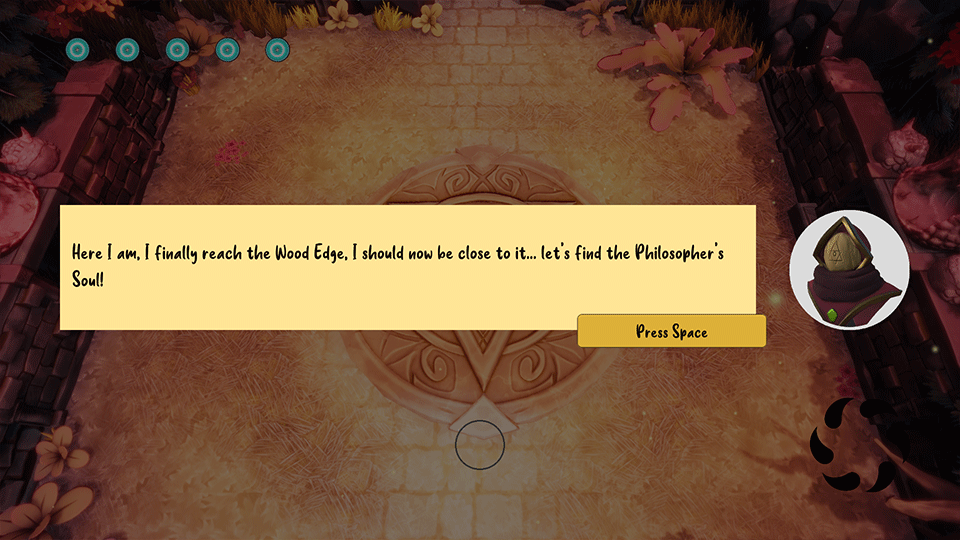 Here I am, I finally reach the Wood Edge, I should now be close to it... let's find the Philosopher's
Soul!
Press Space